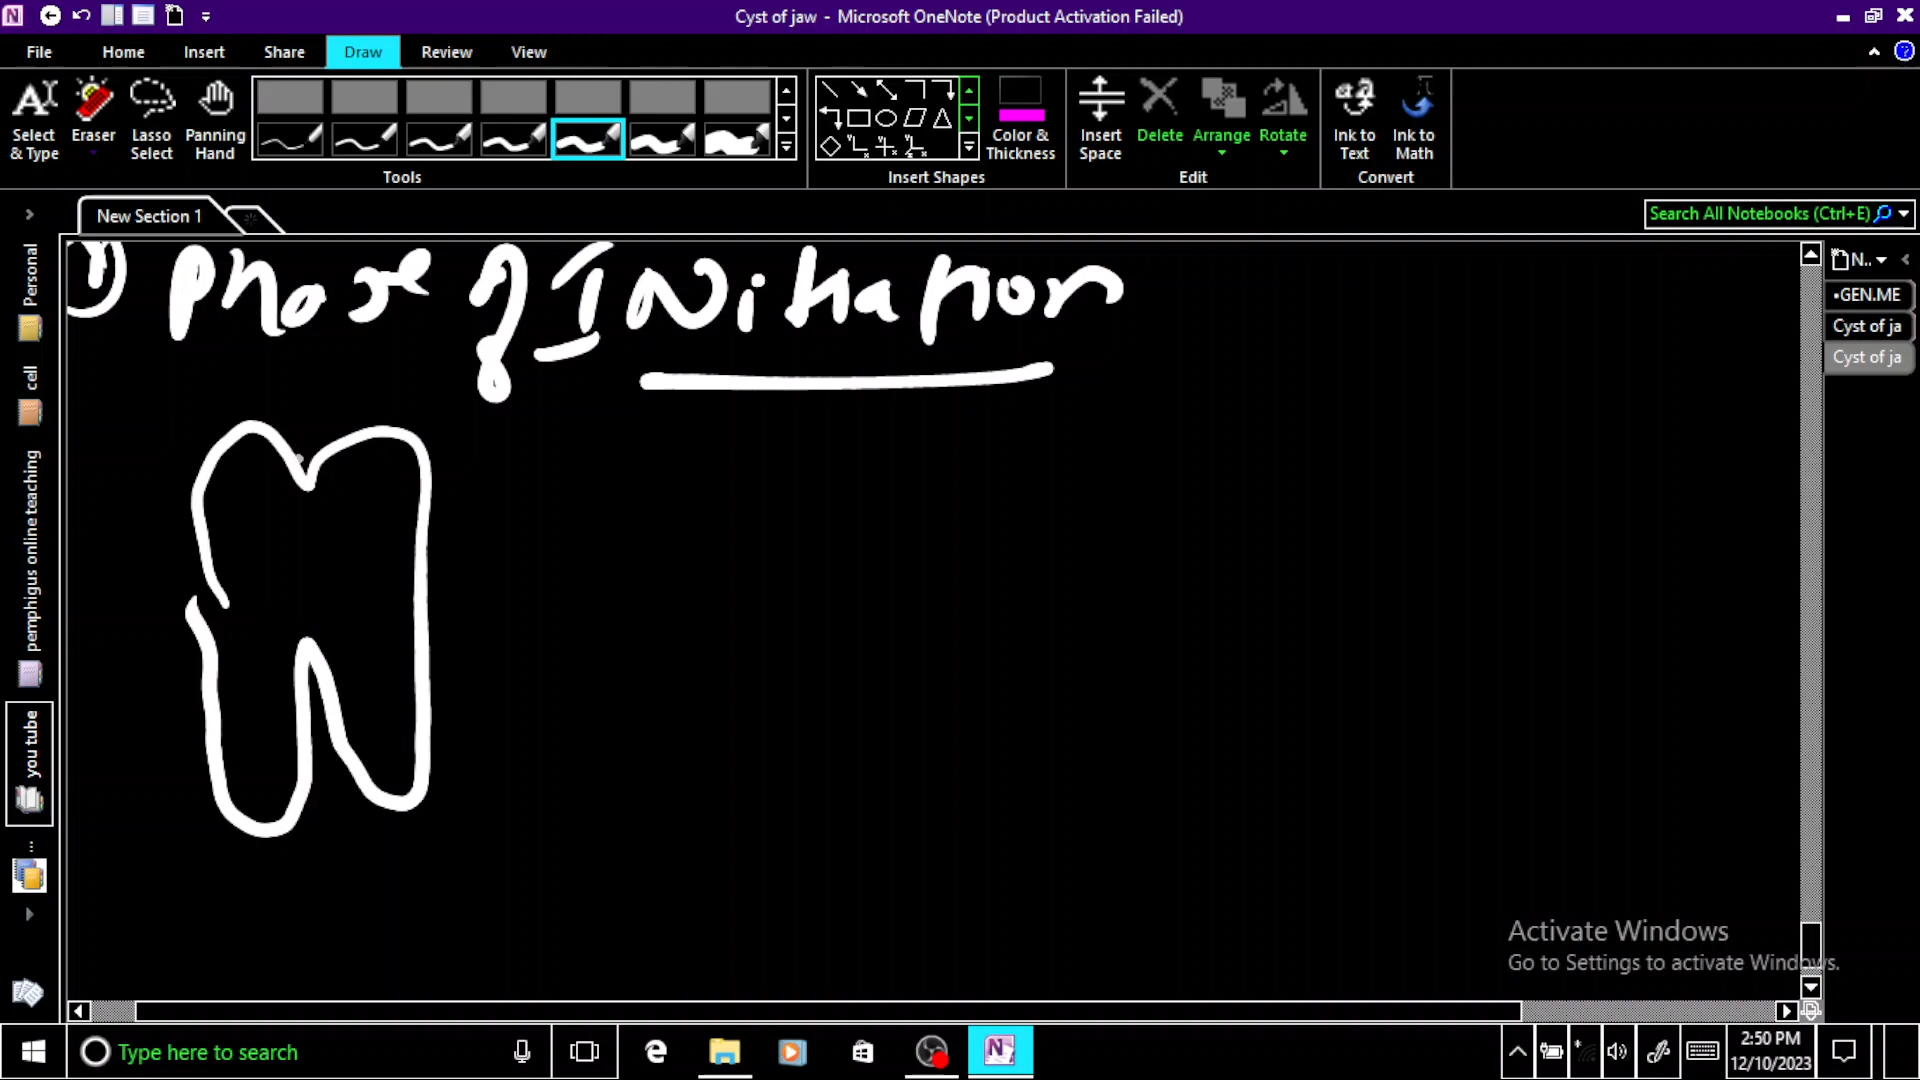 Cyst of jaw - Microsoft OneNote (Product Activation Failed)
File Home Insert Share Draw Review View
Select & Type
Eraser
Lasso Select
Panning Hand
Color & Thickness
Insert Space
Delete
Arrange
Rotate
Ink to Text
Ink to Math
Tools
Insert Shapes
Edit
Convert
New Section 1
Search All Notebooks (Ctrl+E)
Personal
cell
pemphigus online teaching
you tube
N..
•GEN.ME
Cyst of ja
Cyst of ja
1) Phase of INitiation
Activate Windows
Go to Settings to activate Windows.
Type here to search
2:50 PM
12/10/2023